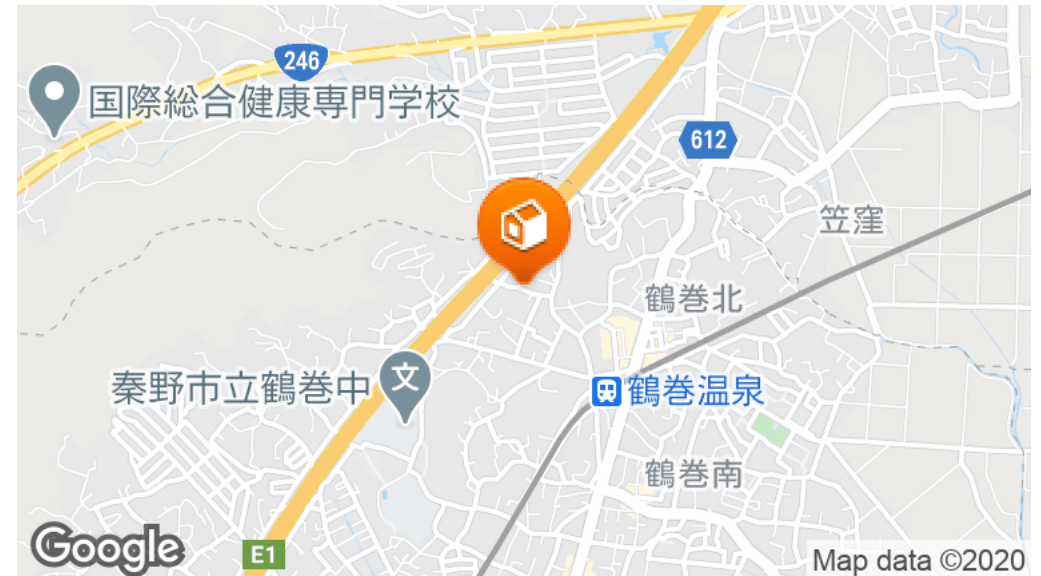 246
国際総合健康専門学校
612
笠窪
鶴巻北
文
秦野市立鶴巻中
鶴巻温泉
鶴巻南
Google
E1
Map data ©2020